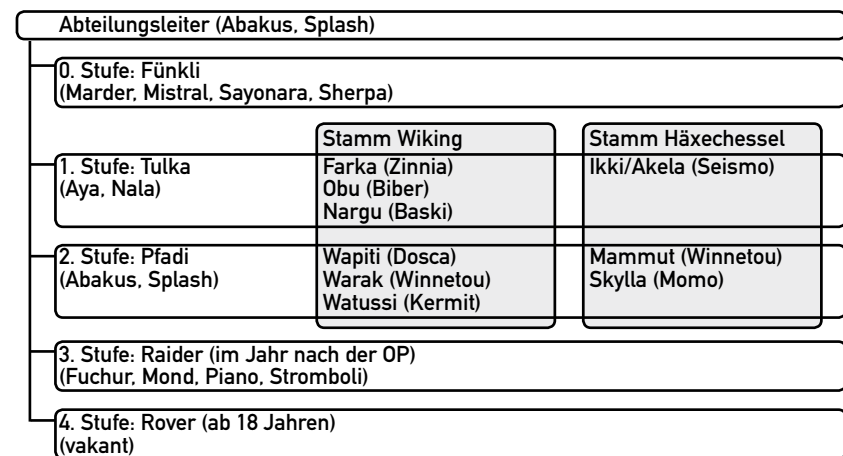 Abteilungsleiter (Abakus, Splash)
0. Stufe: Fünkli
(Marder, Mistral, Sayonara, Sherpa)
Stamm Wiking
Stamm Häxechessel
1. Stufe: Tulka
(Aya, Nala)
Farka (Zinnia)
Obu (Biber)
Nargu (Baski)
Ikki/Akela (Seismo)
2. Stufe: Pfadi
(Abakus, Splash)
Wapiti (Dosca)
Warak (Winnetou)
Watussi (Kermit)
Mammut (Winnetou)
Skylla (Momo)
3. Stufe: Raider (im Jahr nach der OP)
(Fuchur, Mond, Piano, Stromboli)
4. Stufe: Rover (ab 18 Jahren)
(vakant)